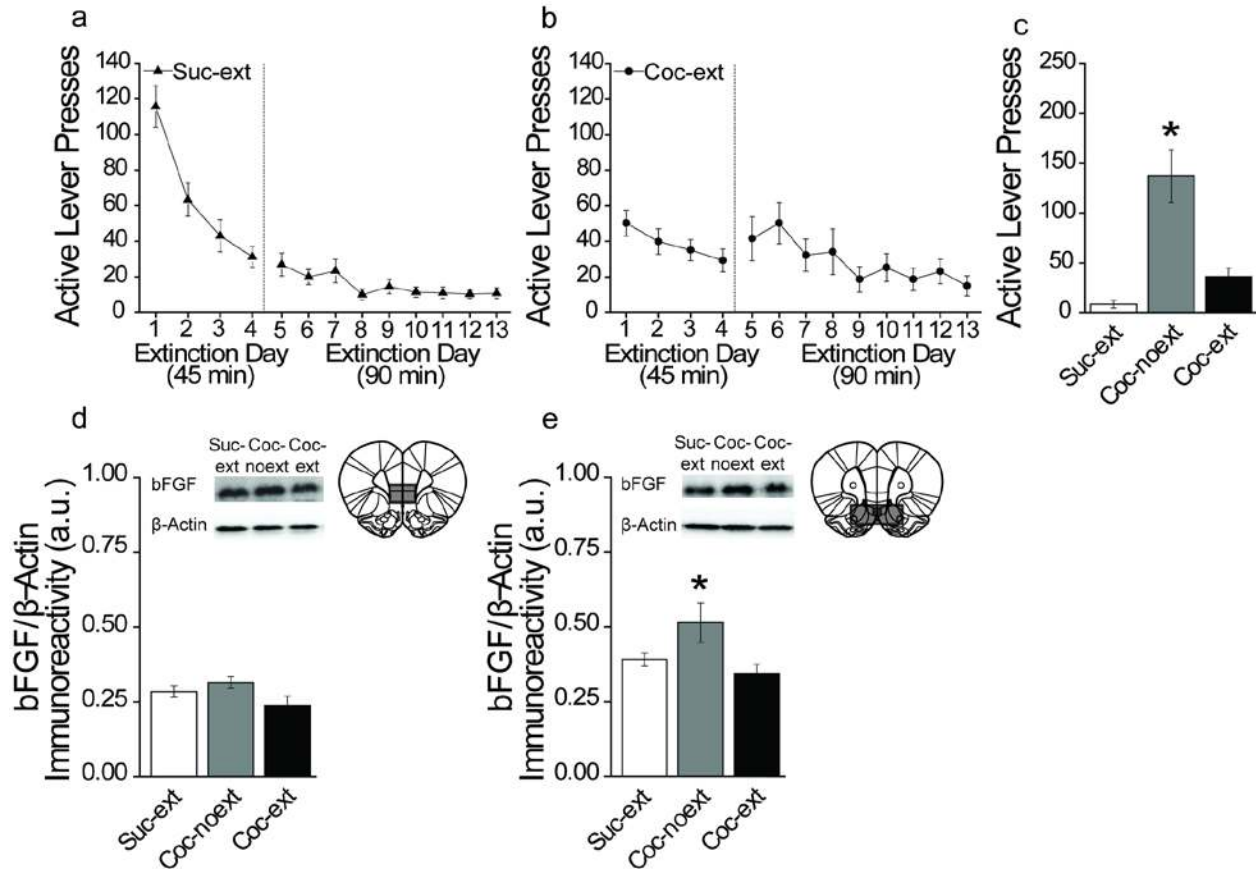 a
Active Lever Presses
140
120
100
80
60
40
20
0
Suc-ext
1 2 3 4 5 6 7 8 9 10 11 12 13
Extinction Day Extinction Day
(45 min) (90 min)
b
Active Lever Presses
140
120
100
80
60
40
20
0
Coc-ext
1 2 3 4 5 6 7 8 9 10 11 12 13
Extinction Day Extinction Day
(45 min) (90 min)
c
Active Lever Presses
250
200
150
100
50
0
*
Suc-ext
Coc-noext
Coc-ext
d
bFGF/β-Actin
Immunoreactivity (a.u.)
1.00
0.75
0.50
0.25
0.00
Suc- Coc- Coc-
ext noext ext
bFGF
β-Actin
Suc-ext
Coc-noext
Coc-ext
e
bFGF/β-Actin
Immunoreactivity (a.u.)
1.00
0.75
0.50
0.25
0.00
Suc- Coc- Coc-
ext noext ext
bFGF
β-Actin
*
Suc-ext
Coc-noext
Coc-ext